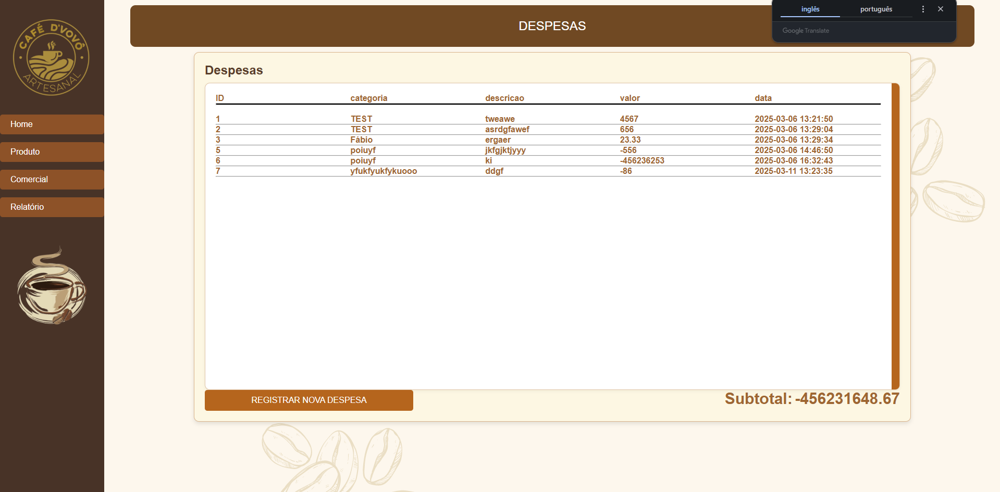 CAFÉ D'VOVÔ
ARTESANAL
Home
Produto
Comercial
Relatório
DESPESAS
inglês português
Google Translate
Despesas
ID categoria descricao valor data
1 TEST tweawe 4567 2025-03-06 13:21:50
2 TEST asrdgfawef 656 2025-03-06 13:29:04
3 Fábio ergaer 23.33 2025-03-06 13:29:34
5 poiuyf jkfgjktjyyy -556 2025-03-06 14:46:50
6 poiuyf ki -456236253 2025-03-06 16:32:43
7 yfukfyukfykuooo ddgf -86 2025-03-11 13:23:35
REGISTRAR NOVA DESPESA
Subtotal: -456231648.67